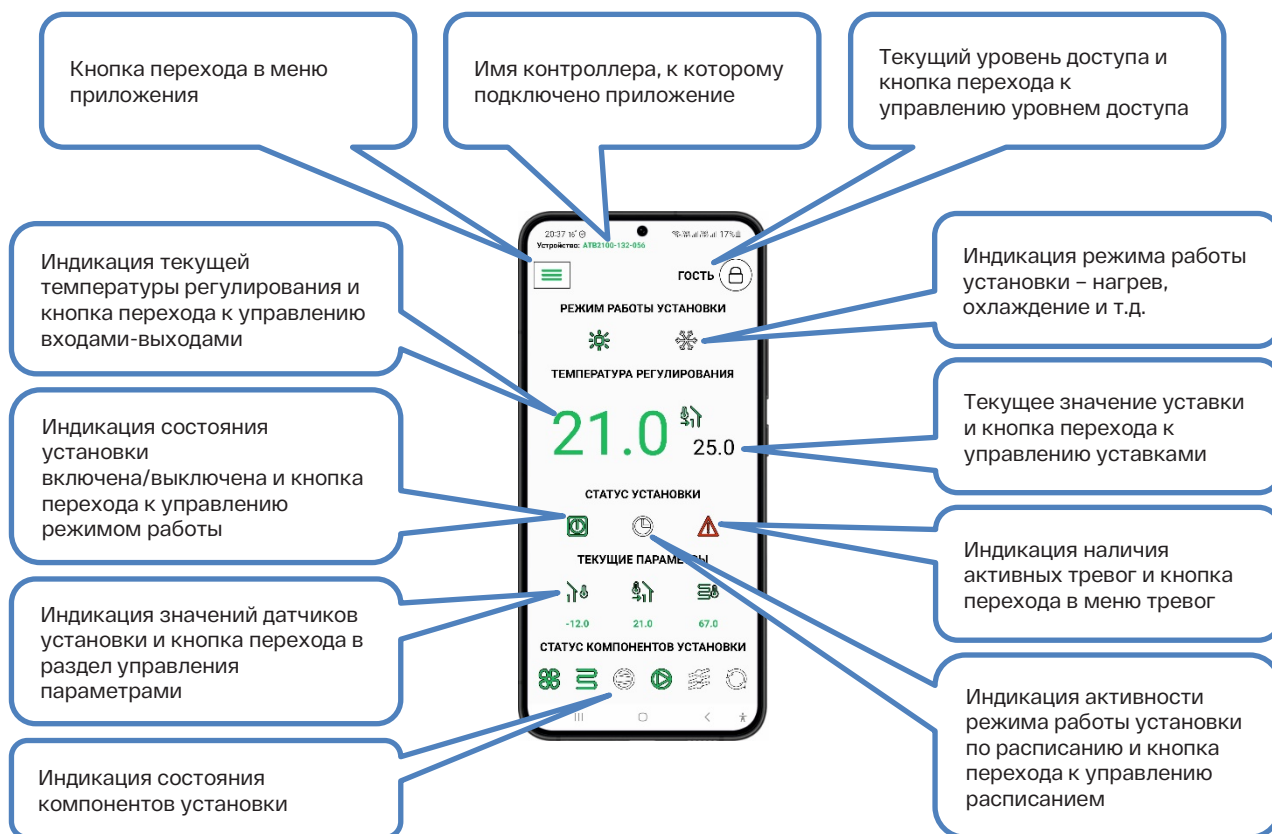 Кнопка перехода в меню
приложения
Имя контроллера, к которому
подключено приложение
Текущий уровень доступа и
кнопка перехода к
управлению уровнем доступа
Индикация текущей
температуры регулирования и
кнопка перехода к управлению
входами-выходами
Индикация состояния
установки
включена/выключена и кнопка
перехода к управлению
режимом работы
Индикация значений датчиков
установки и кнопка перехода в
раздел управления
параметрами
Индикация состояния
компонентов установки
20:37 16°
17%
Устройство: ATB2100-132-056
ГОСТЬ
РЕЖИМ РАБОТЫ УСТАНОВКИ
ТЕМПЕРАТУРА РЕГУЛИРОВАНИЯ
21.0
25.0
СТАТУС УСТАНОВКИ
ТЕКУЩИЕ ПАРАМЕТРЫ
-12.0 21.0 67.0
СТАТУС КОМПОНЕНТОВ УСТАНОВКИ
Индикация режима работы
установки – нагрев,
охлаждение и т.д.
Текущее значение уставки
и кнопка перехода к
управлению уставками
Индикация наличия
активных тревог и кнопка
перехода в меню тревог
Индикация активности
режима работы установки
по расписанию и кнопка
перехода к управлению
расписанием